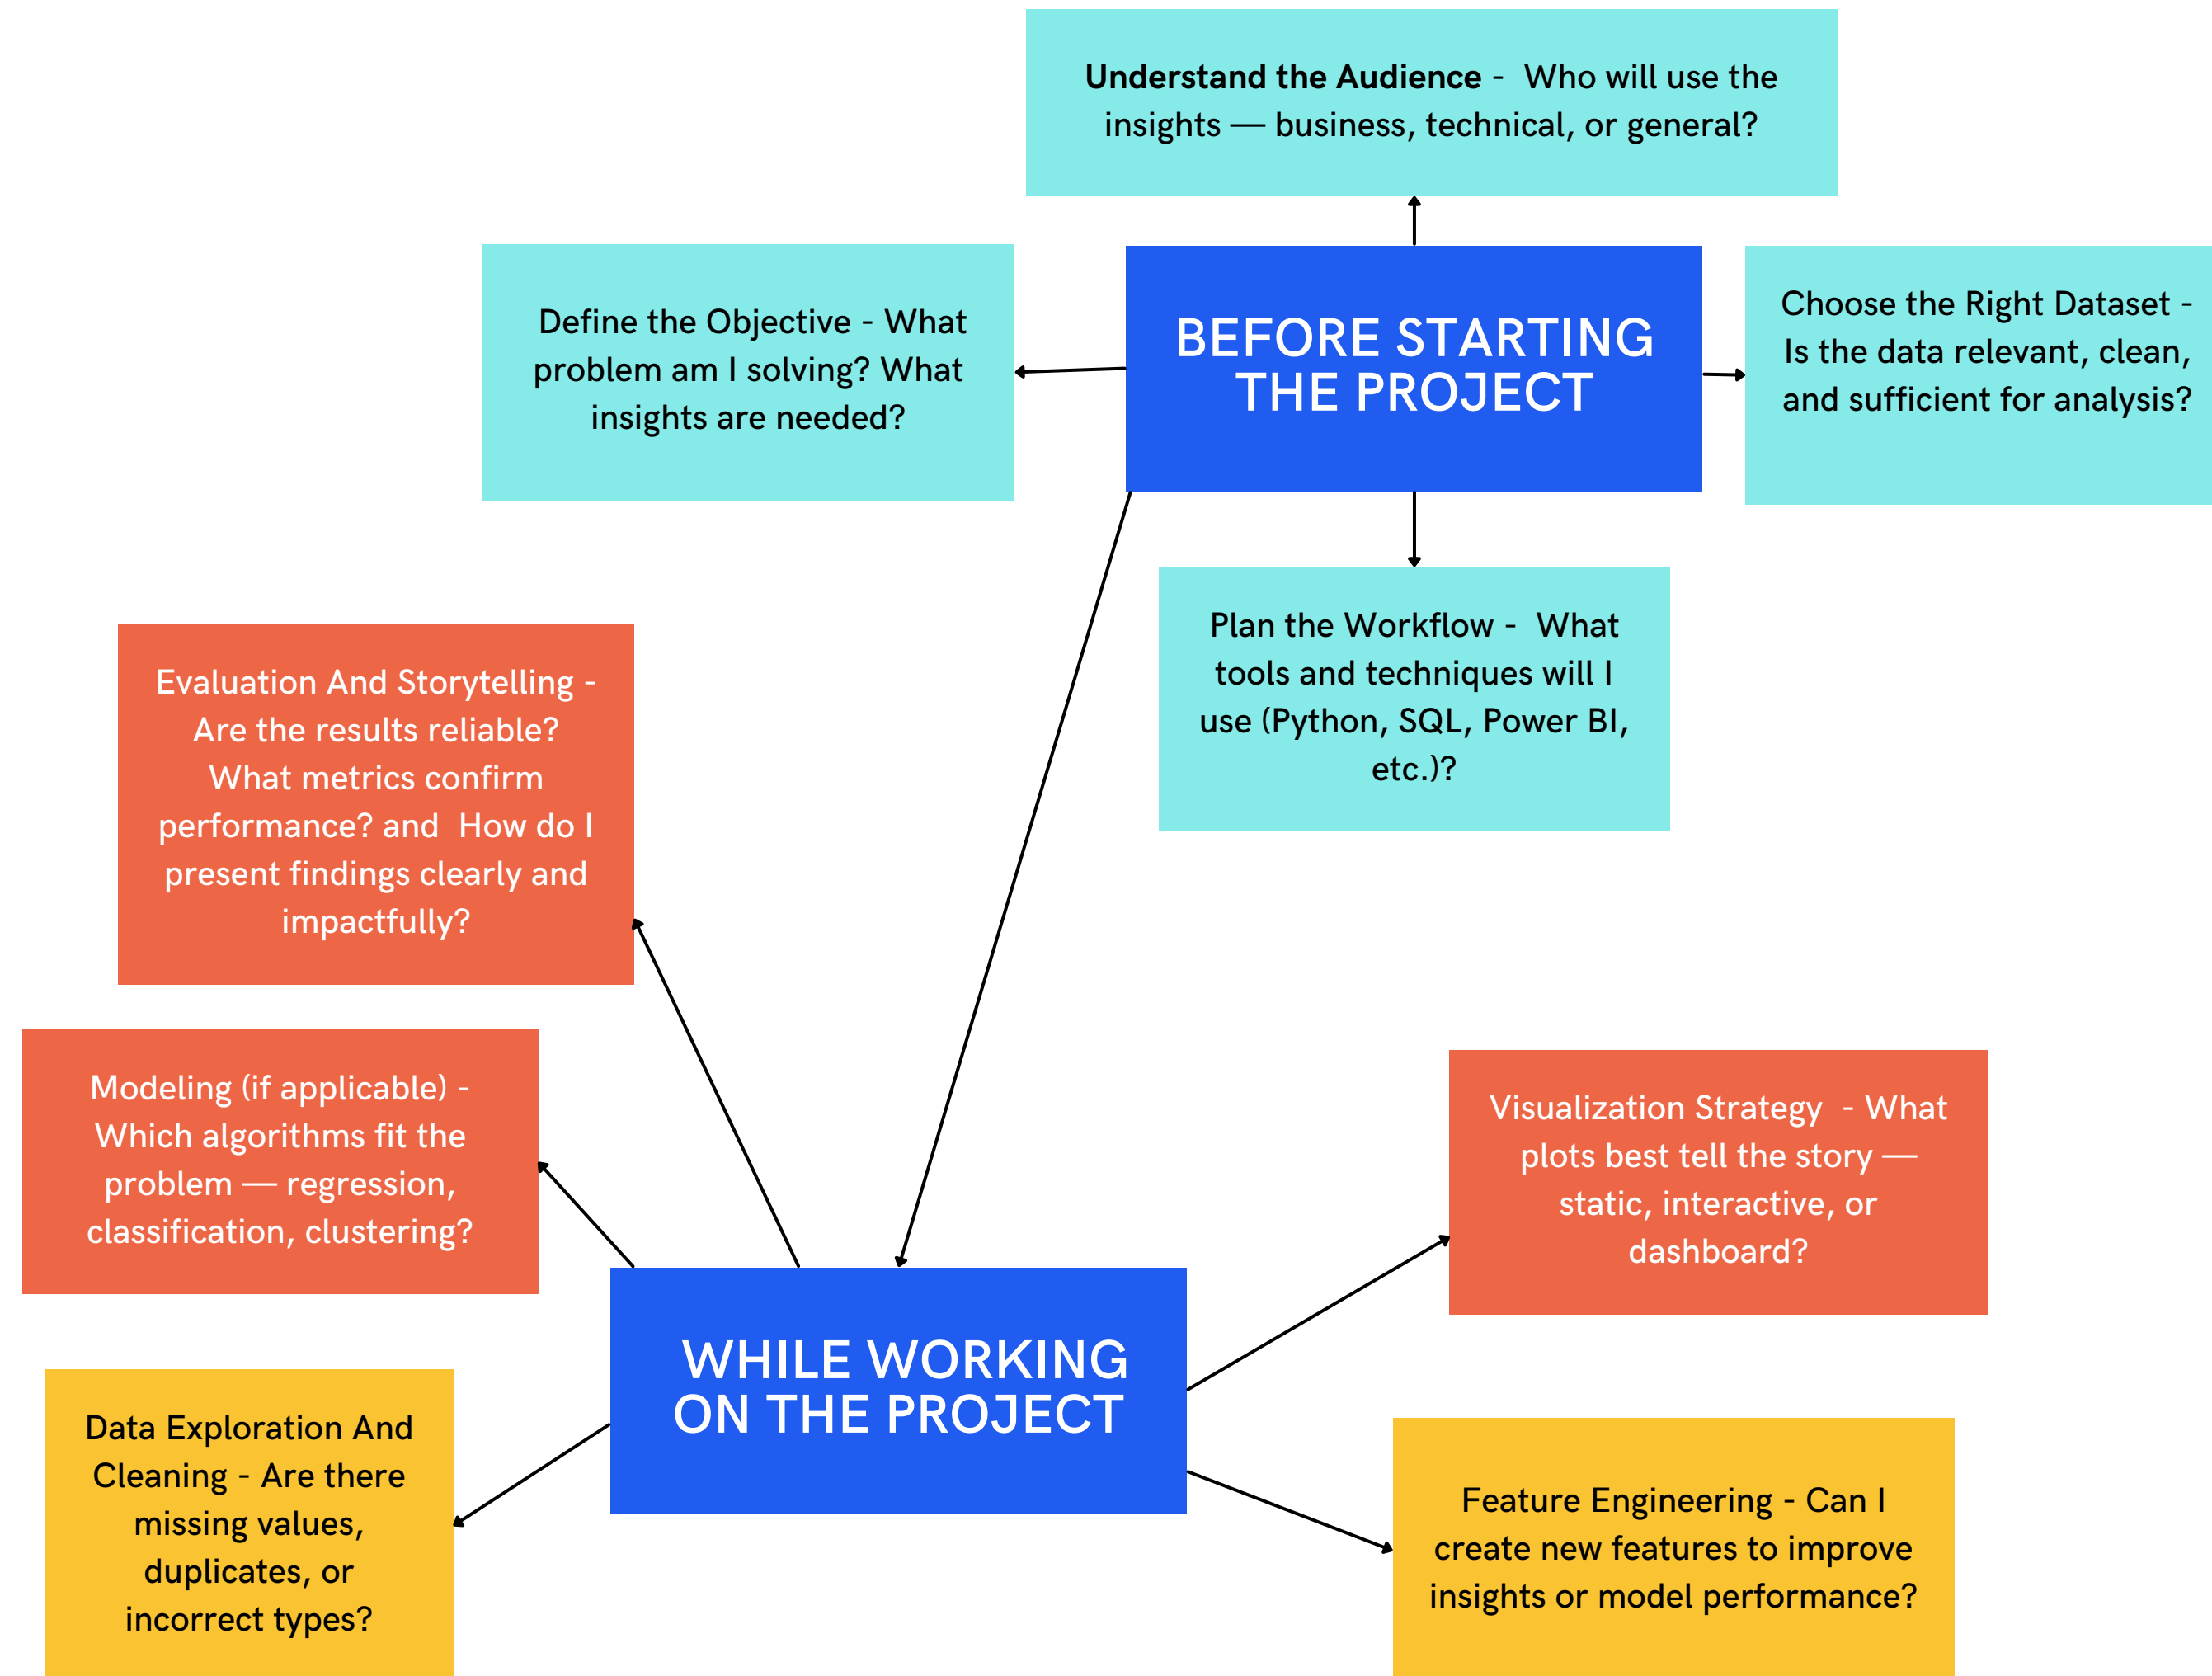 Understand the Audience -  Who will use the
insights — business, technical, or general?
Define the Objective - What
problem am I solving? What
insights are needed?
BEFORE STARTING
THE PROJECT
Choose the Right Dataset -
Is the data relevant, clean,
and sufficient for analysis?
Plan the Workflow -  What
tools and techniques will I
use (Python, SQL, Power BI,
etc.)?
Evaluation And Storytelling -
Are the results reliable?
What metrics confirm
performance? and  How do I
present findings clearly and
impactfully?
Modeling (if applicable) -
Which algorithms fit the
problem — regression,
classification, clustering?
Visualization Strategy  - What
plots best tell the story —
static, interactive, or
dashboard?
WHILE WORKING
ON THE PROJECT
Data Exploration And
Cleaning - Are there
missing values,
duplicates, or
incorrect types?
Feature Engineering - Can I
create new features to improve
insights or model performance?